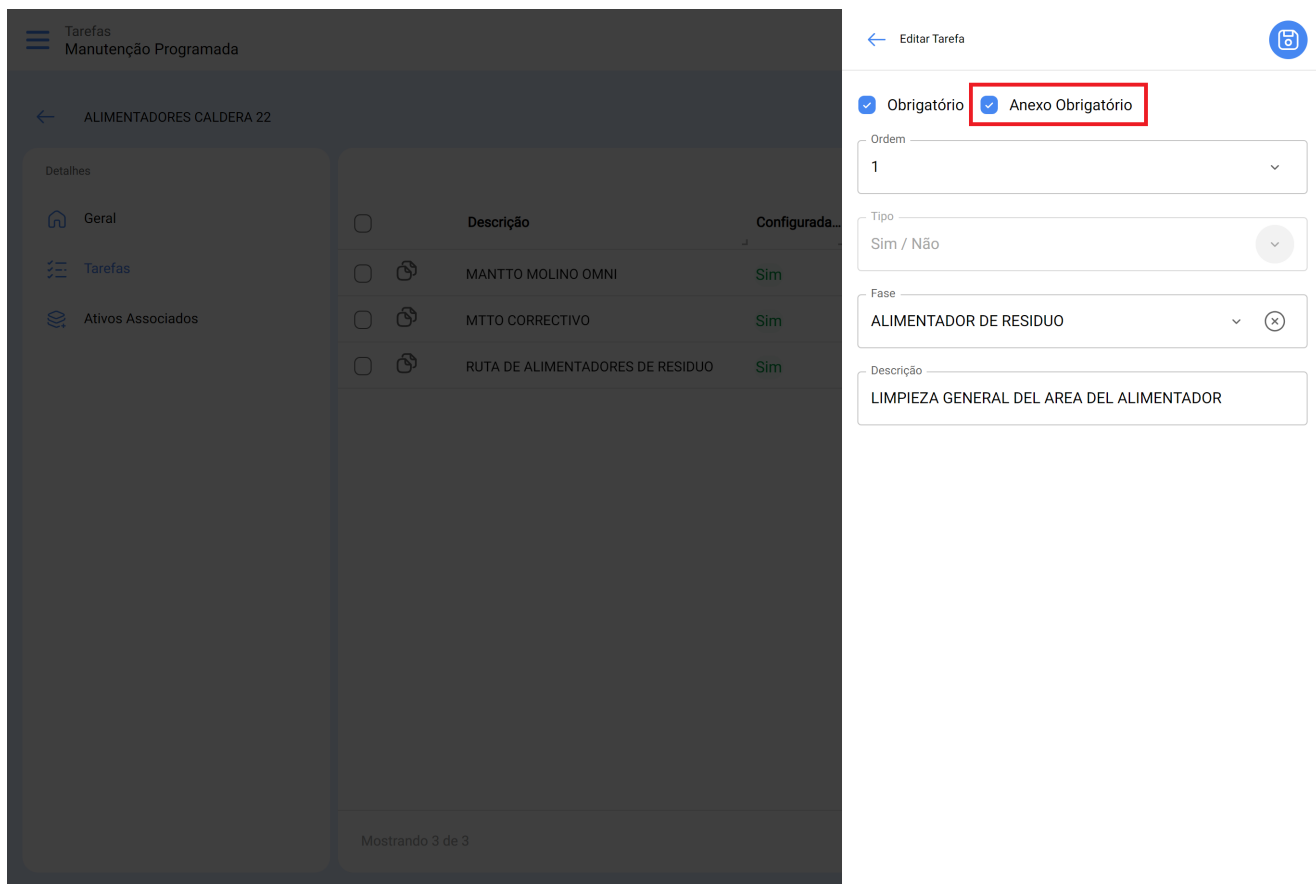 Tarefas
Manutenção Programada
ALIMENTADORES CALDERA 22
Detalhes
Geral
Tarefas
Ativos Associados
Descrição Configurada...
MANTTO MOLINO OMNI Sim
MTTO CORRECTIVO Sim
RUTA DE ALIMENTADORES DE RESIDUO Sim
Mostrando 3 de 3
Editar Tarefa
Obrigatório Anexo Obrigatório
Ordem
1
Tipo
Sim / Não
Fase
ALIMENTADOR DE RESIDUO
Descrição
LIMPIEZA GENERAL DEL AREA DEL ALIMENTADOR